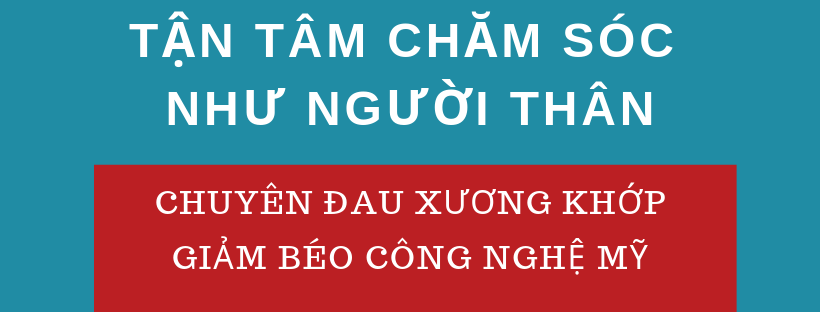 TẬN TÂM CHĂM SÓC
NHƯ NGƯỜI THÂN
CHUYÊN ĐAU XƯƠNG KHỚP
GIẢM BÉO CÔNG NGHỆ MỸ